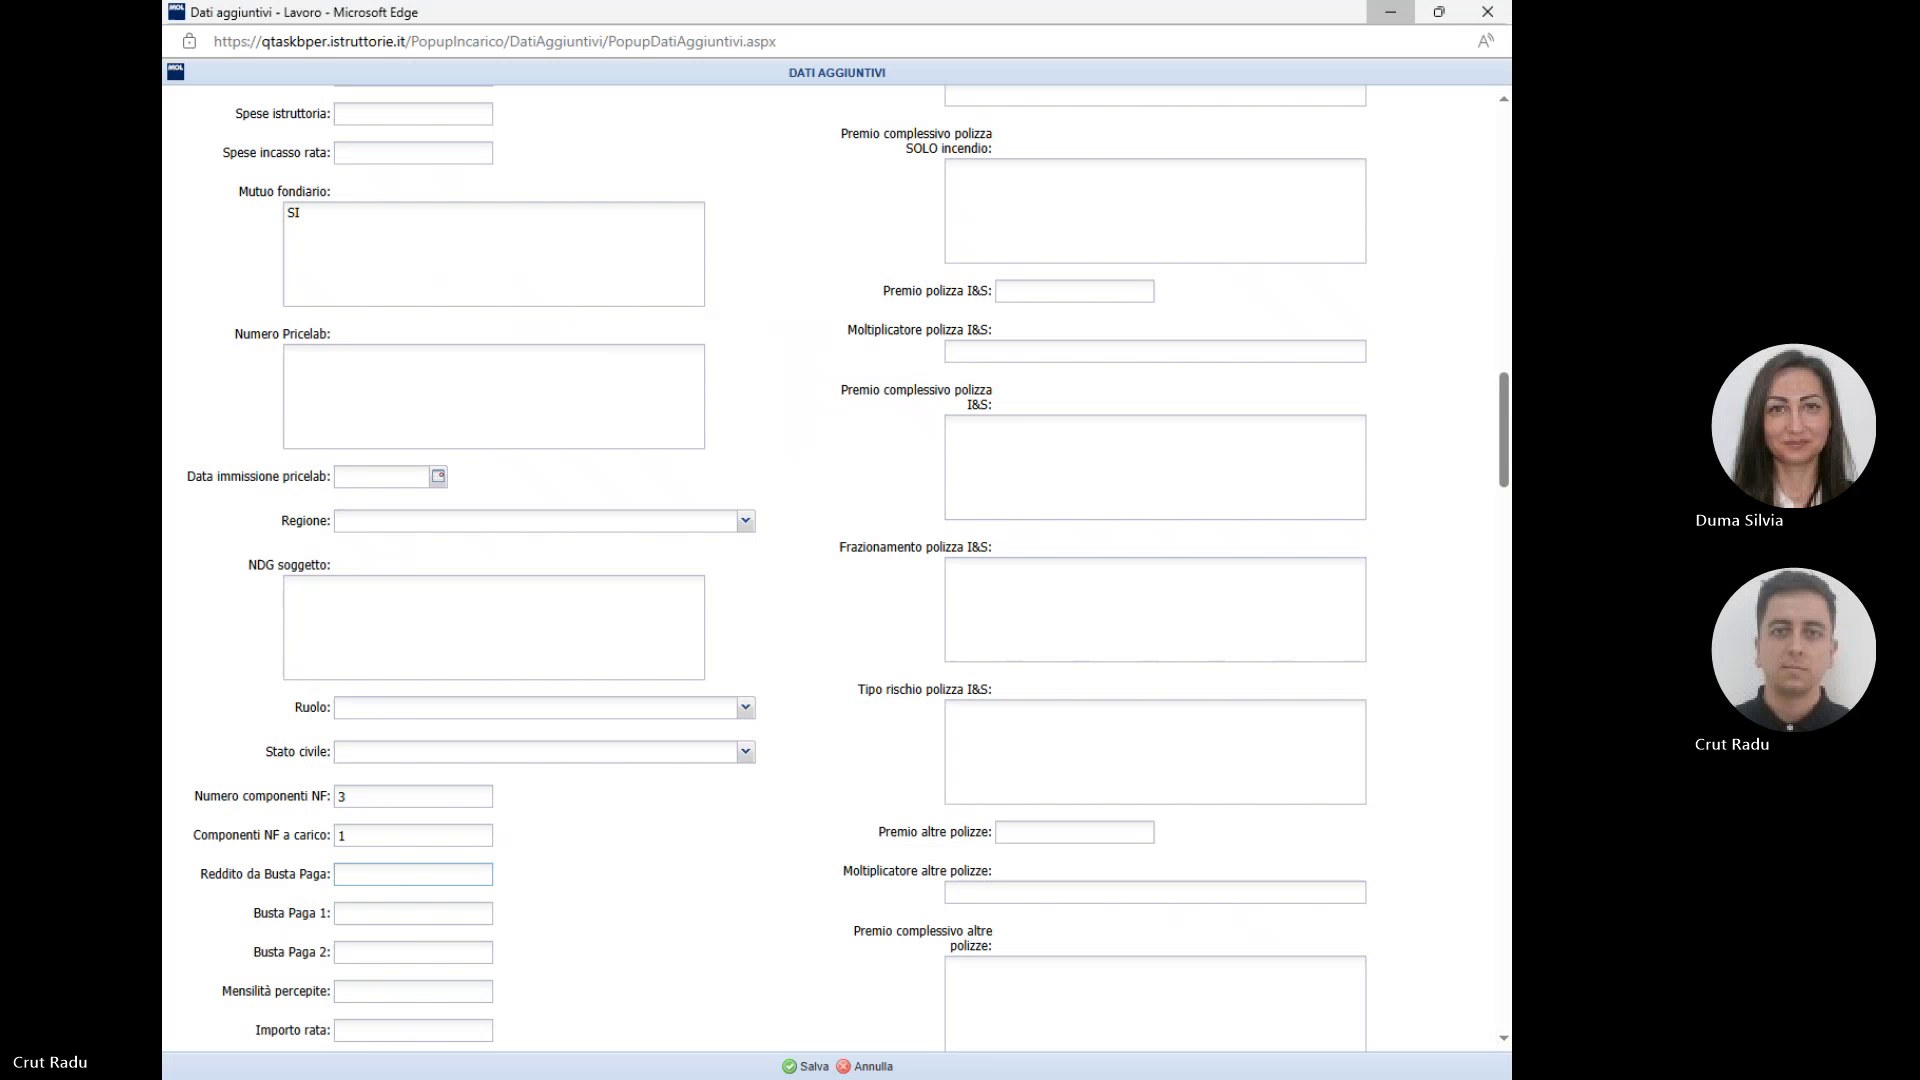 MOL Dati aggiuntivi - Lavoro - Microsoft Edge
https://qtaskbper.istruttorie.it/PopupIncarico/DatiAggiuntivi/PopupDatiAggiuntivi.aspx
MOL
DATI AGGIUNTIVI
Spese istruttoria:
Spese incasso rata:
Mutuo fondiario:
SI
Numero Pricelab:
Data immissione pricelab:
Regione:
NDG soggetto:
Ruolo:
Stato civile:
Numero componenti NF: 3
Componenti NF a carico: 1
Reddito da Busta Paga:
Busta Paga 1:
Busta Paga 2:
Mensilità percepite:
Importo rata:
Premio complessivo polizza
SOLO incendio:
Premio polizza I&S:
Moltiplicatore polizza I&S:
Premio complessivo polizza
I&S:
Frazionamento polizza I&S:
Tipo rischio polizza I&S:
Premio altre polizze:
Moltiplicatore altre polizze:
Premio complessivo altre
polizze:
Salva Annulla
Duma Silvia
Crut Radu
Crut Radu